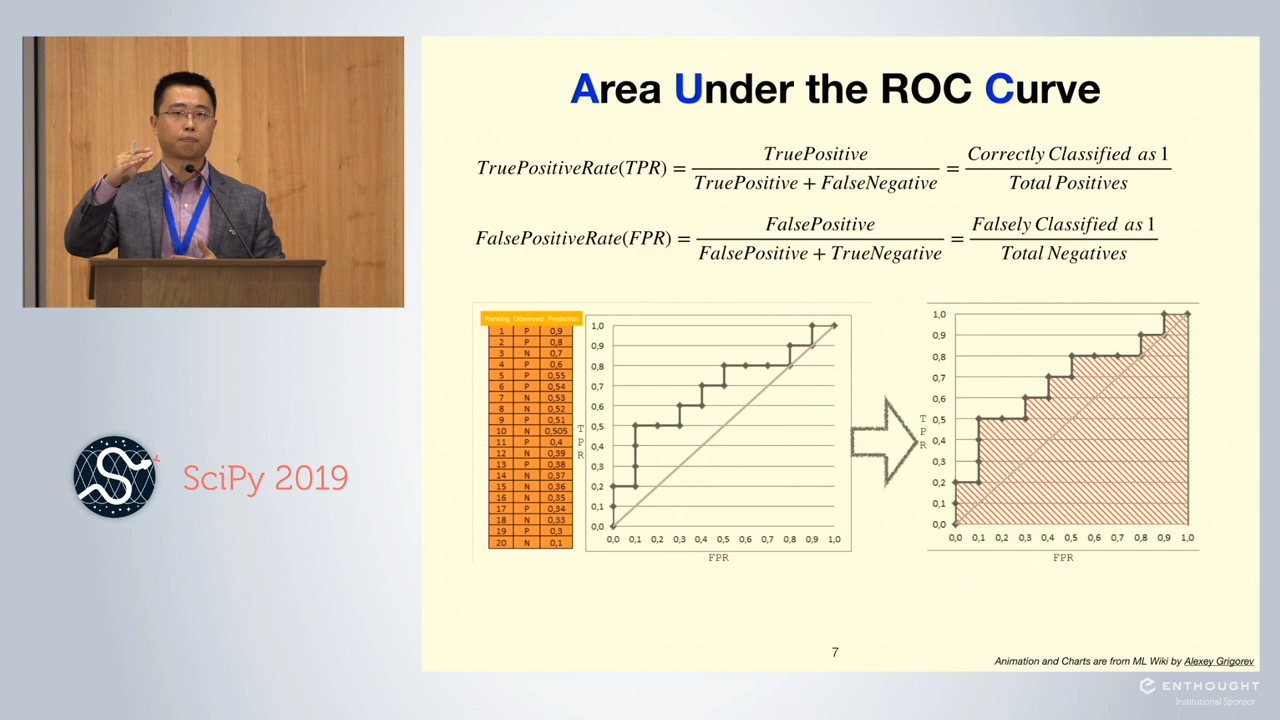 Area Under the ROC Curve
TruePositiveRate(TPR) = TruePositive / TruePositive + FalseNegative = Correctly Classified as 1 / Total Positives
FalsePositiveRate(FPR) = FalsePositive / FalsePositive + TrueNegative = Falsely Classified as 1 / Total Negatives
Ranking Observed Prediction
1 P 0,9
2 P 0,8
3 N 0,7
4 P 0,6
5 P 0,55
6 P 0,54
7 N 0,53
8 N 0,52
9 P 0,51
10 N 0,505
11 P 0,4
12 N 0,39
13 P 0,38
14 N 0,37
15 N 0,36
16 N 0,35
17 P 0,34
18 N 0,33
19 P 0,3
20 N 0,1
1,0
0,9
0,8
0,7
0,6
0,5
0,4
0,3
0,2
0,1
0,0
TPR
0,0 0,1 0,2 0,3 0,4 0,5 0,6 0,7 0,8 0,9 1,0
FPR
1,0
0,9
0,8
0,7
0,6
0,5
0,4
0,3
0,2
0,1
0,0
TPR
0,0 0,1 0,2 0,3 0,4 0,5 0,6 0,7 0,8 0,9 1,0
FPR
SciPy 2019
7
Animation and Charts are from ML Wiki by Alexey Grigorev
ENTHOUGHT
Institutional Sponsor